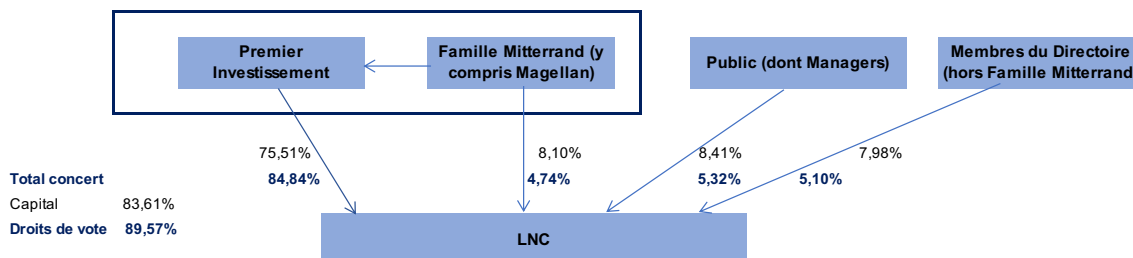 Premier
Investissement
Famille Mitterrand (y
compris Magellan)
Public (dont Managers)
Membres du Directoire
(hors Famille Mitterrand
75,51%
8,10%
8,41%
7,98%
Total concert
84,84%
4,74%
5,32%
5,10%
Capital 83,61%
Droits de vote 89,57%
LNC